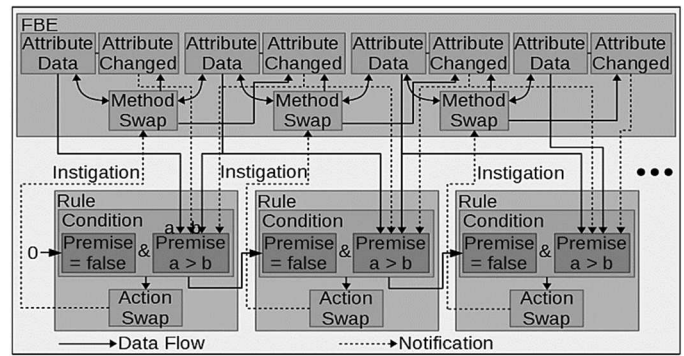 FBE
Attribute Data
Attribute Changed
Attribute Data
Attribute Changed
Attribute Data
Attribute Changed
Attribute Data
Attribute Changed
Method Swap
Method Swap
Method Swap
Instigation
Instigation
Instigation
Rule
Condition
a b
0
Premise = false
&
Premise a > b
Action Swap
Rule
Condition
Premise = false
&
Premise a > b
Action Swap
Rule
Condition
Premise = false
&
Premise a > b
Action Swap
Data Flow
Notification